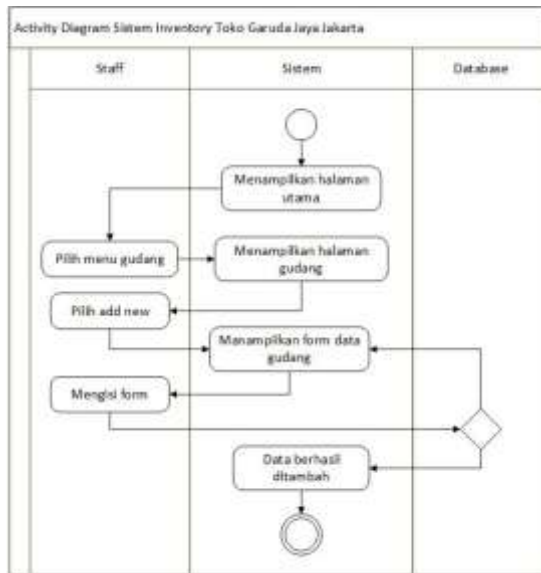 Activity Diagram Sistem Inventory Toko Garuda Jaya Jakarta
Staff
Sistem
Database
Menampilkan halaman
utama
Pilih menu gudang
Menampilkan halaman
gudang
Pilih add new
Manampilkan form data
gudang
Mengisi form
Data berhasil
ditambah